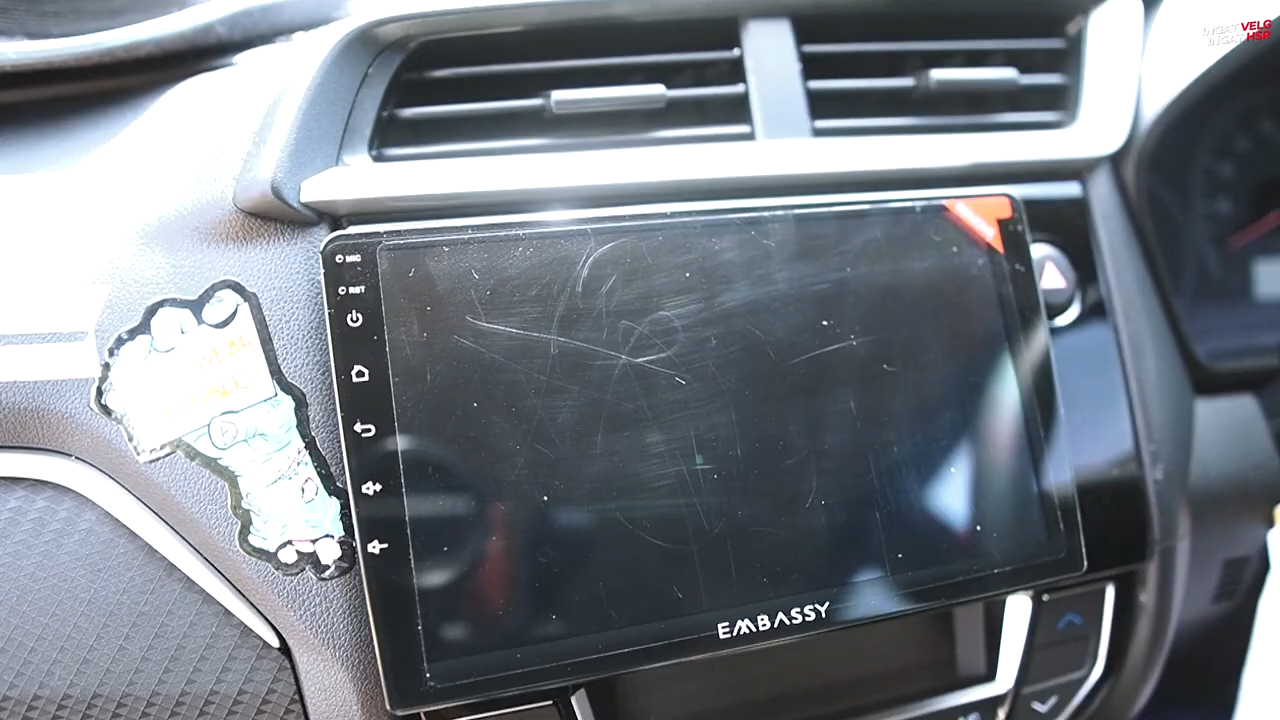 INGAT VELG
INGAT HSR
MIC
RST
EMBASSY